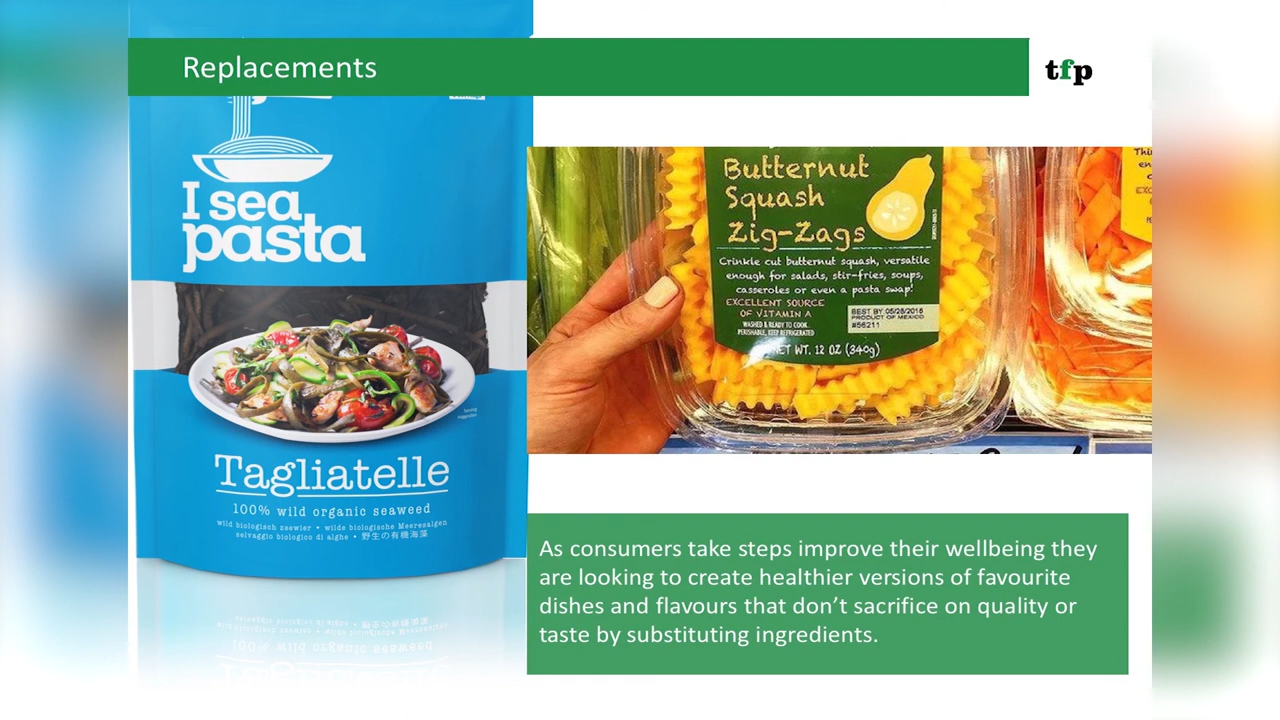 Replacements
tfp
I sea
pasta
Tagliatelle
100% wild organic seaweed
wild biologisch zeewier • wilde biologische Meeresalgen
selvaggio biologico di alghe • 野生の有機海藻
Serving
suggestion
Butternut
Squash
Zig-Zags
Crinkle cut butternut squash, versatile
enough for salads, stir-fries, soups,
casseroles or even a pasta swap!
EXCELLENT SOURCE
OF VITAMIN A
WASHED & READY TO COOK.
PERISHABLE, KEEP REFRIGERATED
BEST BY 05/28/2016
PRODUCT OF MEXICO
#56211
NET WT. 12 OZ (340g)
As consumers take steps improve their wellbeing they
are looking to create healthier versions of favourite
dishes and flavours that don’t sacrifice on quality or
taste by substituting ingredients.